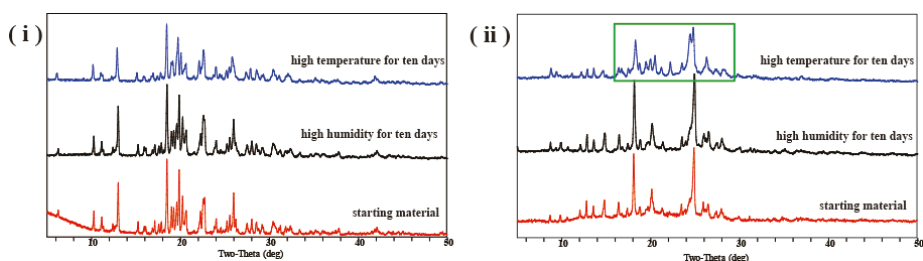 ( i )
high temperature for ten days
high humidity for ten days
starting material
10 20 30 40 50
Two-Theta (deg)
( ii )
high temperature for ten days
high humidity for ten days
starting material
10 20 30 40 50
Two-Theta (deg)